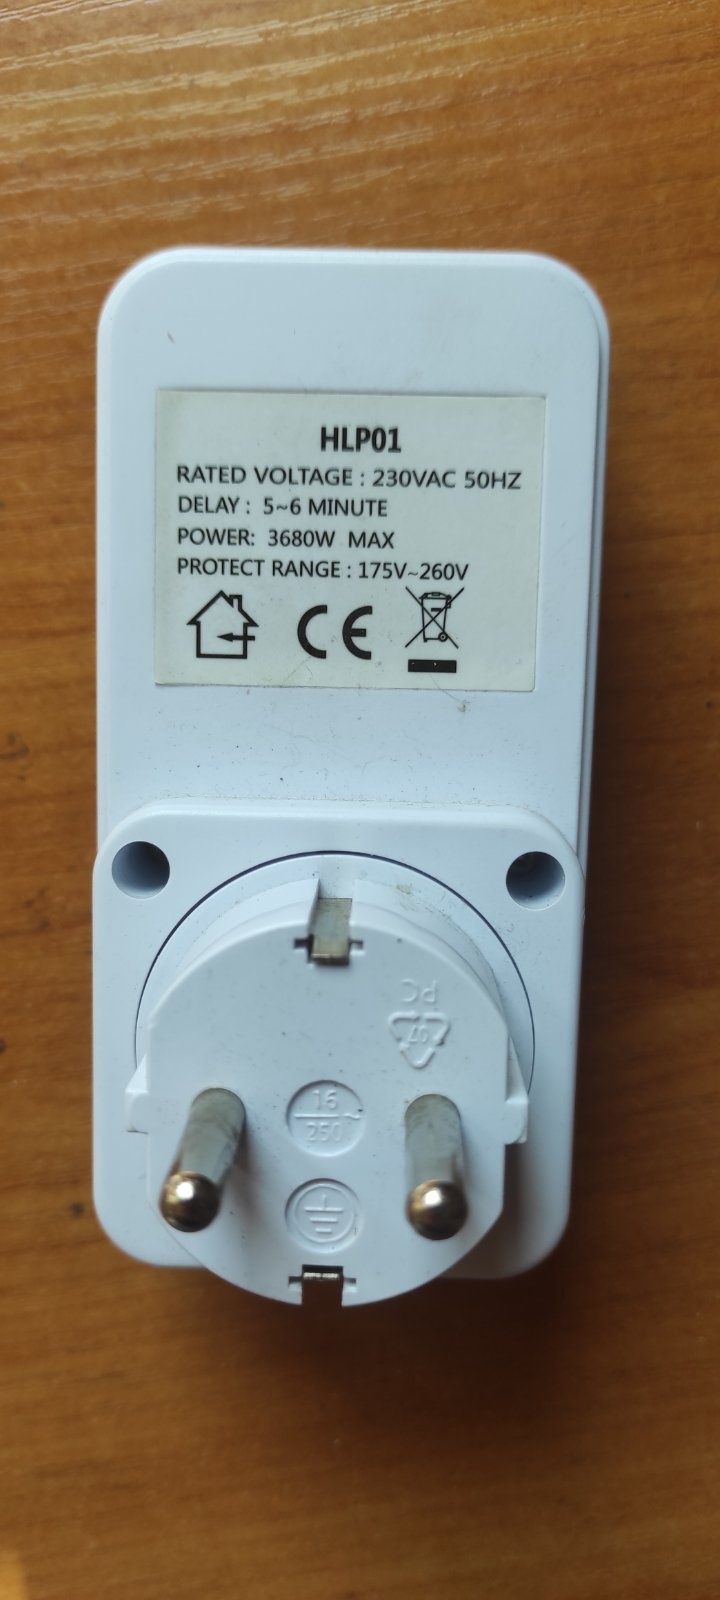 HLP01
RATED VOLTAGE : 230VAC 50HZ
DELAY : 5~6 MINUTE
POWER: 3680W MAX
PROTECT RANGE : 175V~260V
CE
PC
07
16
250~